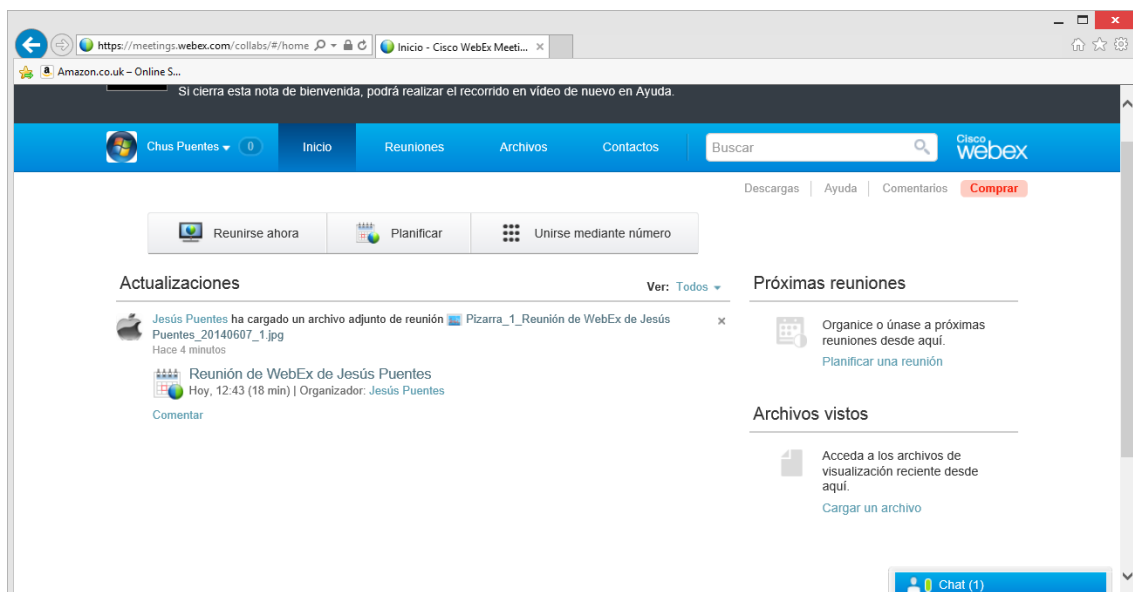 https://meetings.webex.com/collabs/#/home
Inicio - Cisco WebEx Meeti...
Amazon.co.uk – Online S...
Si cierra esta nota de bienvenida, podrá realizar el recorrido en vídeo de nuevo en Ayuda.
Chus Puentes 0 Inicio Reuniones Archivos Contactos Buscar Cisco webex
Descargas Ayuda Comentarios Comprar
Reunirse ahora Planificar Unirse mediante número
Actualizaciones
Ver: Todos
Jesús Puentes ha cargado un archivo adjunto de reunión Pizarra_1_Reunión de WebEx de Jesús
Puentes_20140607_1.jpg
Hace 4 minutos
Reunión de WebEx de Jesús Puentes
Hoy, 12:43 (18 min) | Organizador: Jesús Puentes
Comentar
Próximas reuniones
Organice o únase a próximas
reuniones desde aquí.
Planificar una reunión
Archivos vistos
Acceda a los archivos de
visualización reciente desde
aquí.
Cargar un archivo
Chat (1)